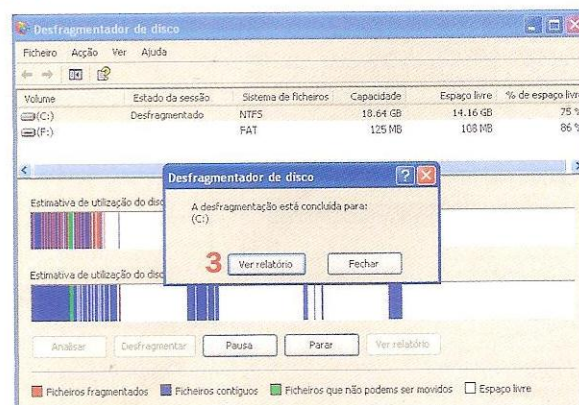 Desfragmentador de disco
Ficheiro Acção Ver Ajuda
Volume Estado da sessão Sistema de ficheiros Capacidade Espaço livre % de espaço livre
(C:) Desfragmentado NTFS 18.64 GB 14.16 GB 75 %
(F:) FAT 125 MB 108 MB 86 %
Desfragmentador de disco
Estimativa de utilização do disc
A desfragmentação está concluída para:
(C:)
3 Ver relatório Fechar
Estimativa de utilização do disc
Analisar Desfragmentar Pausa Parar Ver relatório
Ficheiros fragmentados Ficheiros contíguos Ficheiros que não podems ser movidos Espaço livre